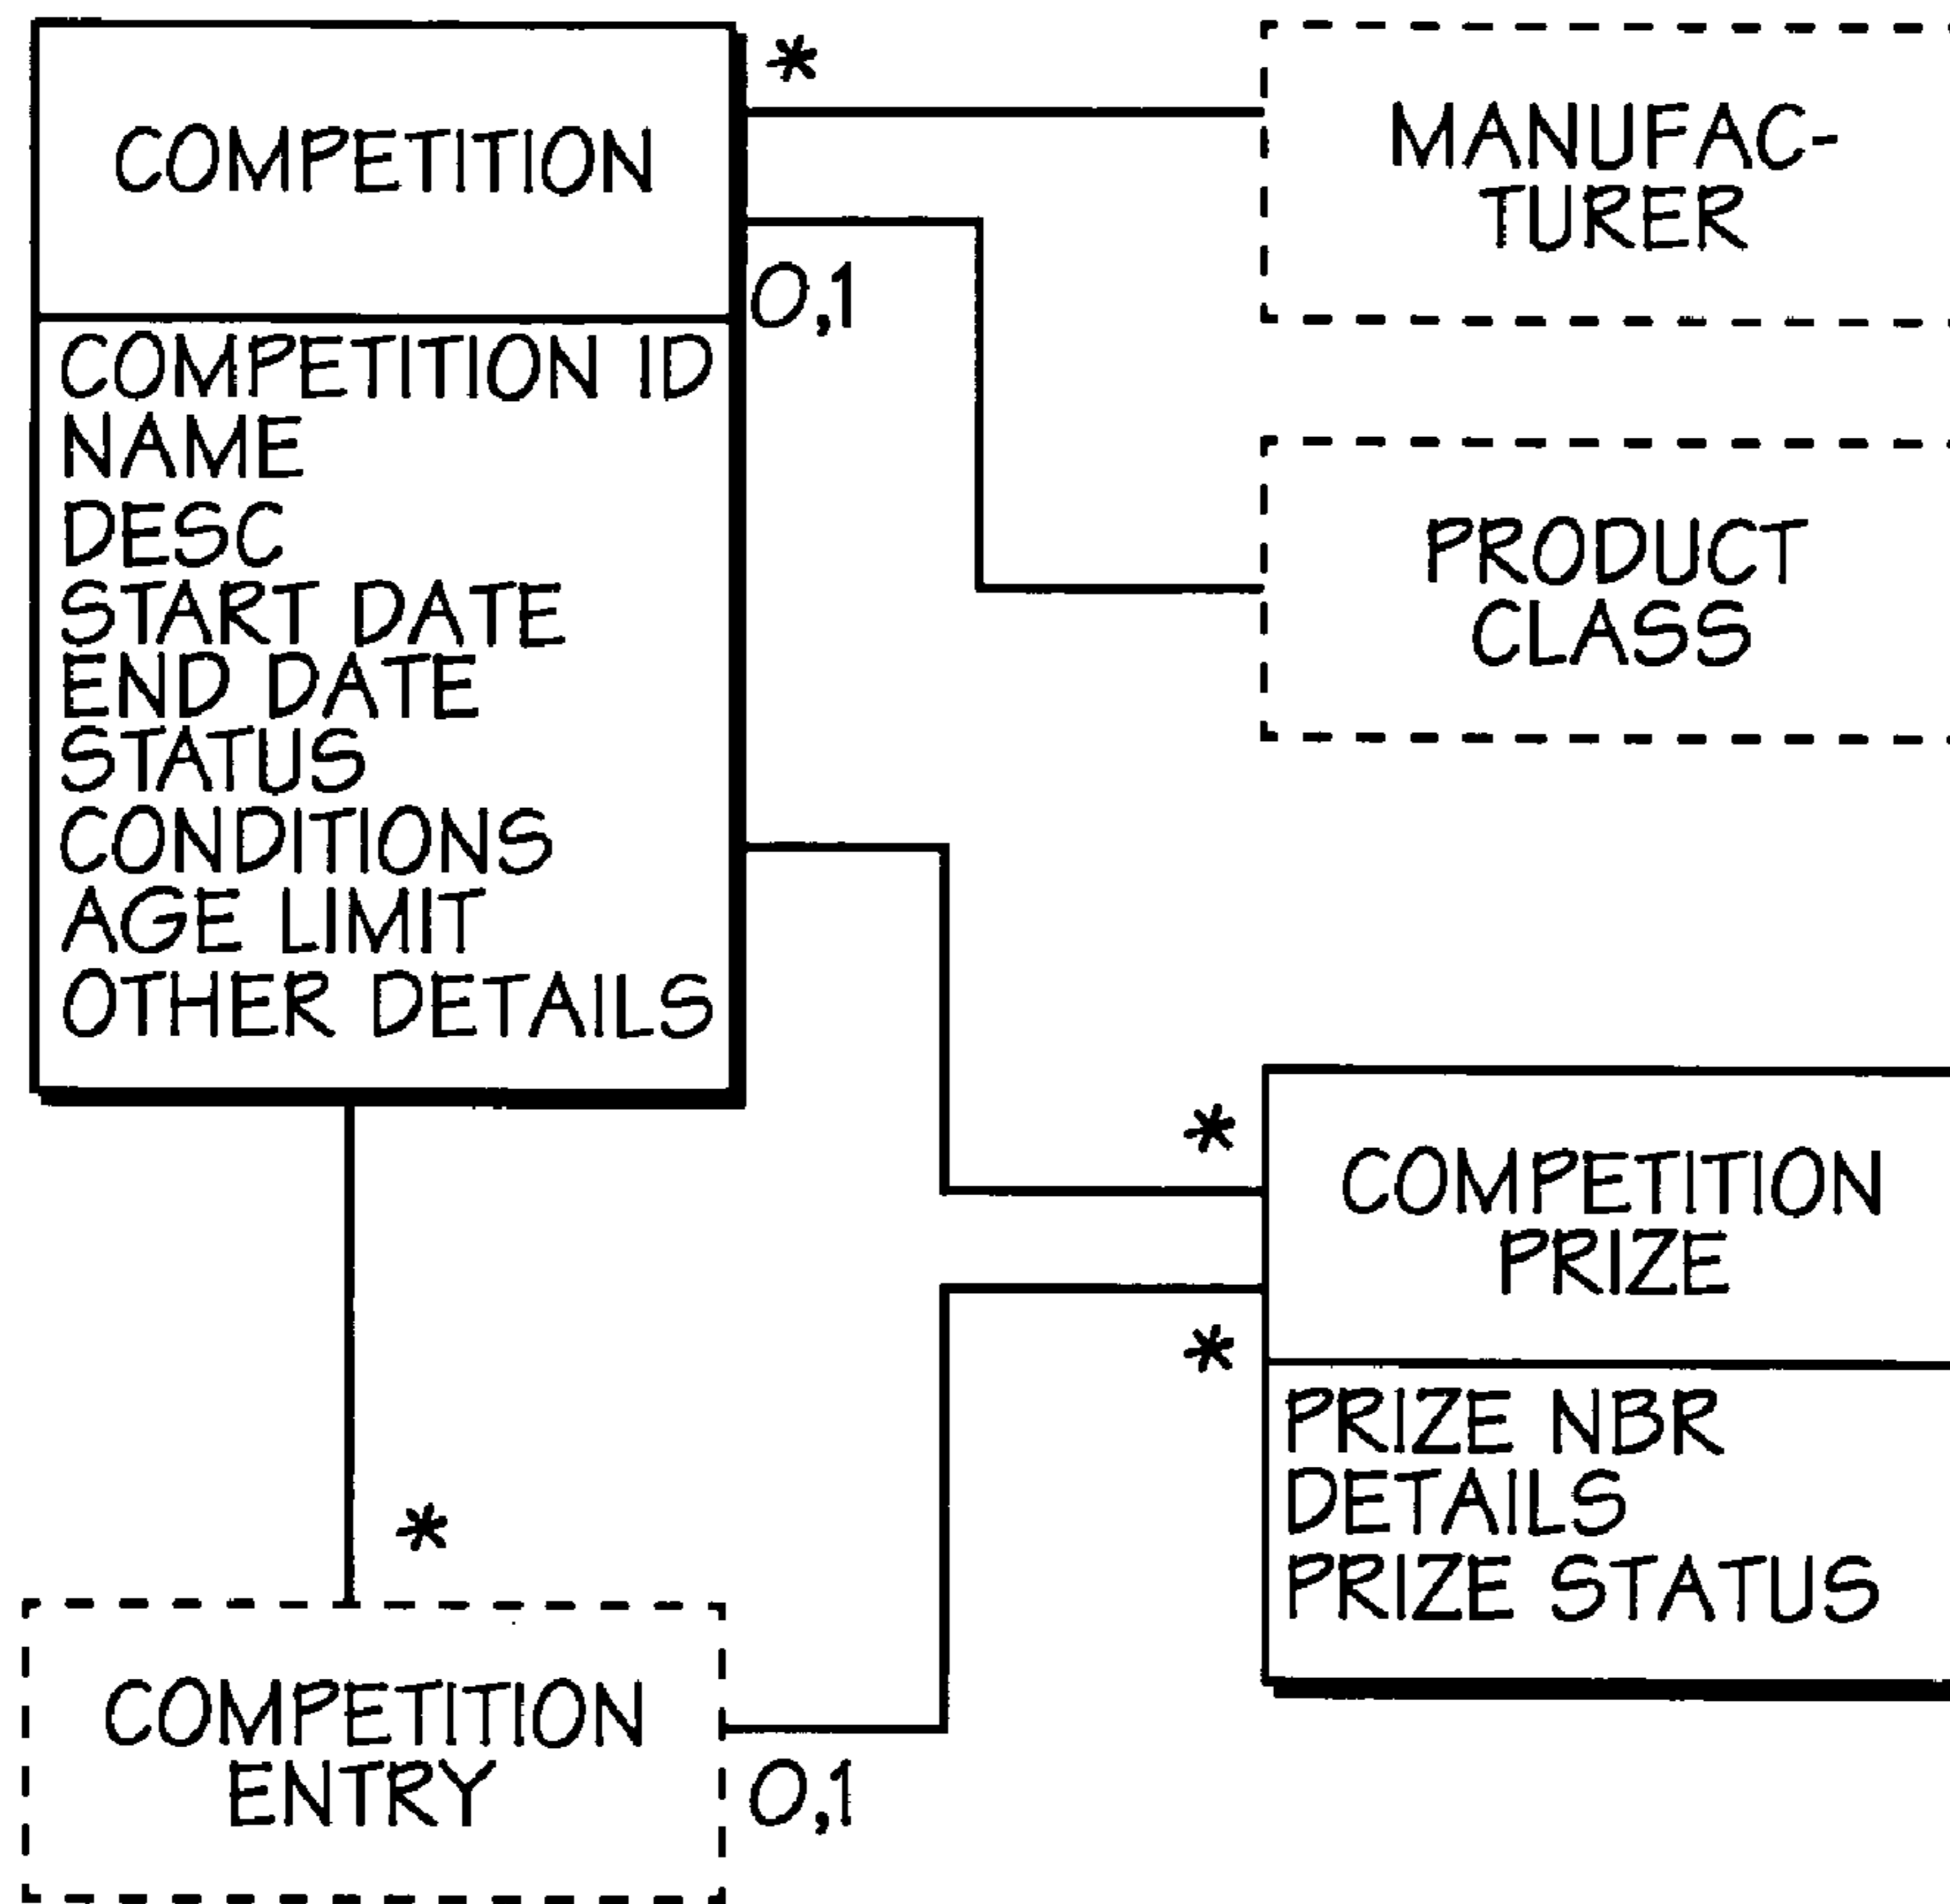 COMPETITION
*
0,1
COMPETITION ID
NAME
DESC
START DATE
END DATE
STATUS
CONDITIONS
AGE LIMIT
OTHER DETAILS
MANUFAC-
TURER
PRODUCT
CLASS
*
COMPETITION
PRIZE
*
PRIZE NBR
DETAILS
PRIZE STATUS
*
COMPETITION
ENTRY
0,1